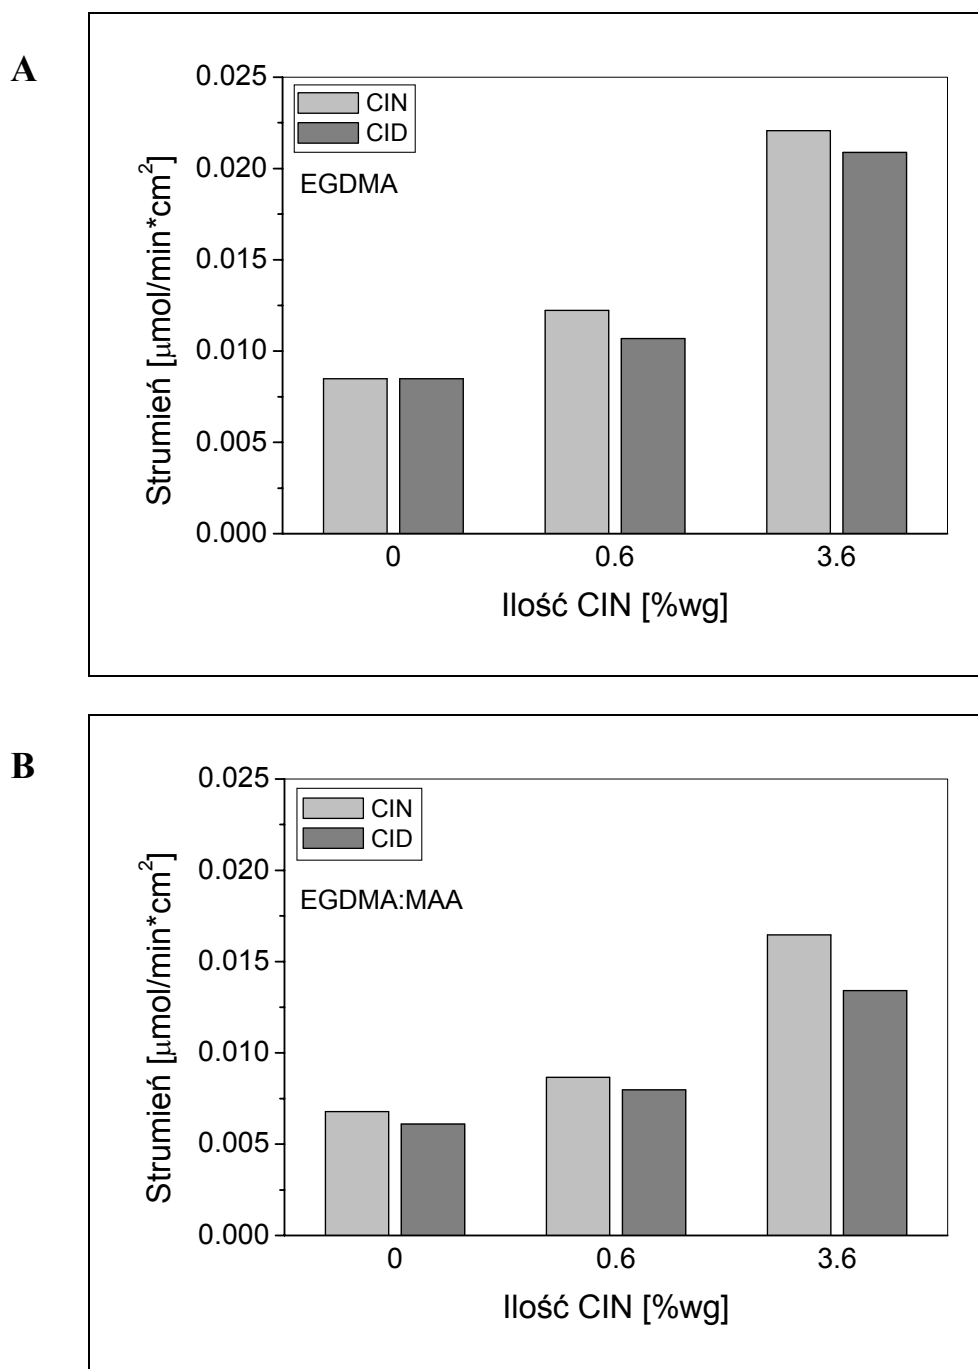 A
0.025
CIN
CID
0.020
EGDMA
0.015
0.010
0.005
0.000
Strumień [μmol/min*cm²]
0 0.6 3.6
Ilość CIN [%wg]
B
0.025
CIN
CID
0.020
EGDMA:MAA
0.015
0.010
0.005
0.000
Strumień [μmol/min*cm²]
0 0.6 3.6
Ilość CIN [%wg]